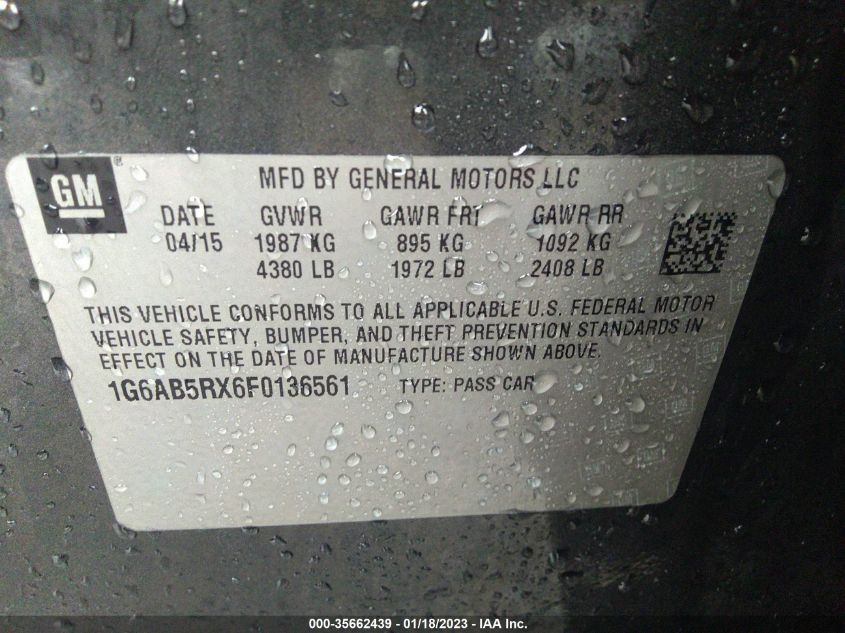 GM ®
MFD BY GENERAL MOTORS LLC
DATE GVWR GAWR FRT GAWR RR
04/15 1987 KG 895 KG 1092 KG
4380 LB 1972 LB 2408 LB
THIS VEHICLE CONFORMS TO ALL APPLICABLE U.S. FEDERAL MOTOR
VEHICLE SAFETY, BUMPER, AND THEFT PREVENTION STANDARDS IN
EFFECT ON THE DATE OF MANUFACTURE SHOWN ABOVE.
1G6AB5RX6F0136561 TYPE: PASS CAR
000-35662439 - 01/18/2023 - IAA Inc.